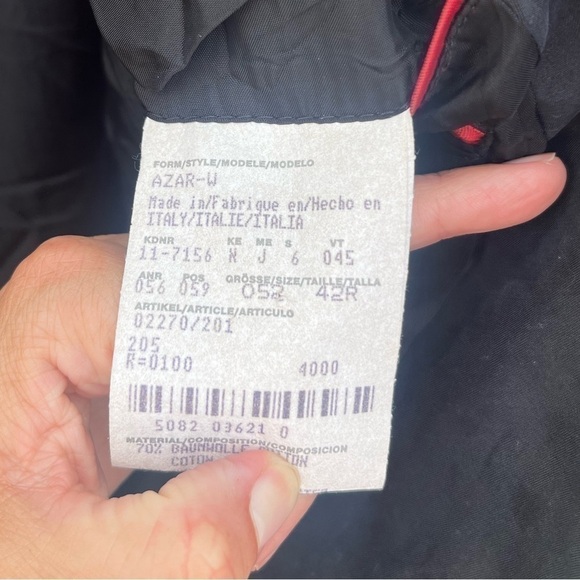 FORM/STYLE/MODELE/MODELO
AZAR-W
Made in/Fabrique en/Hecho en
ITALY/ITALIE/ITALIA
KDNR KE ME S VT
11-7156 N J 6 045
ANR POS GRÖSSE/SIZE/TAILLE/TALLA
056 059 052 42R
ARTIKEL/ARTICLE/ARTICULO
02270/201
205
R=0100 4000
5082 03621 0
MATERIAL/COMPOSITION/COMPOSICION
70% BAUMWOLLE